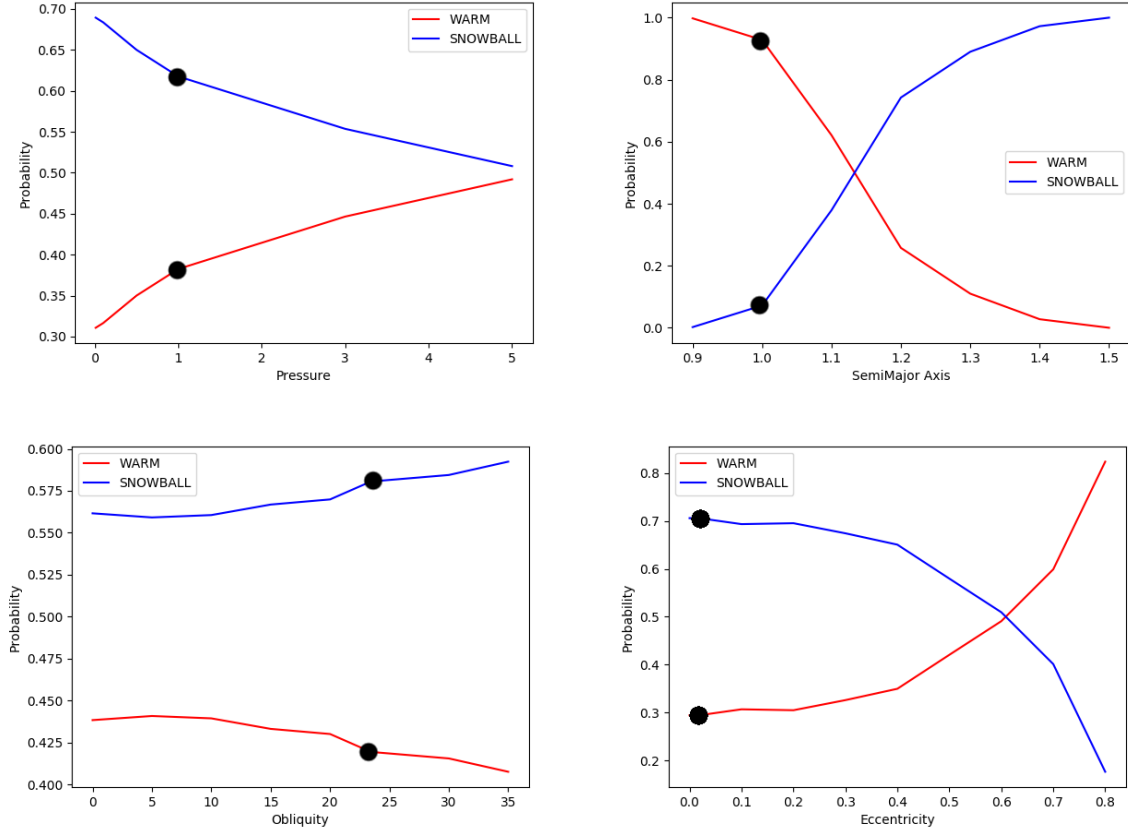 WARM
SNOWBALL
Probability
0.70
0.65
0.60
0.55
0.50
0.45
0.40
0.35
0.30
0 1 2 3 4 5
Pressure
WARM
SNOWBALL
Probability
1.0
0.8
0.6
0.4
0.2
0.0
0.9 1.0 1.1 1.2 1.3 1.4 1.5
SemiMajor Axis
WARM
SNOWBALL
Probability
0.600
0.575
0.550
0.525
0.500
0.475
0.450
0.425
0.400
0 5 10 15 20 25 30 35
Obliquity
WARM
SNOWBALL
Probability
0.8
0.7
0.6
0.5
0.4
0.3
0.2
0.0 0.1 0.2 0.3 0.4 0.5 0.6 0.7 0.8
Eccentricity